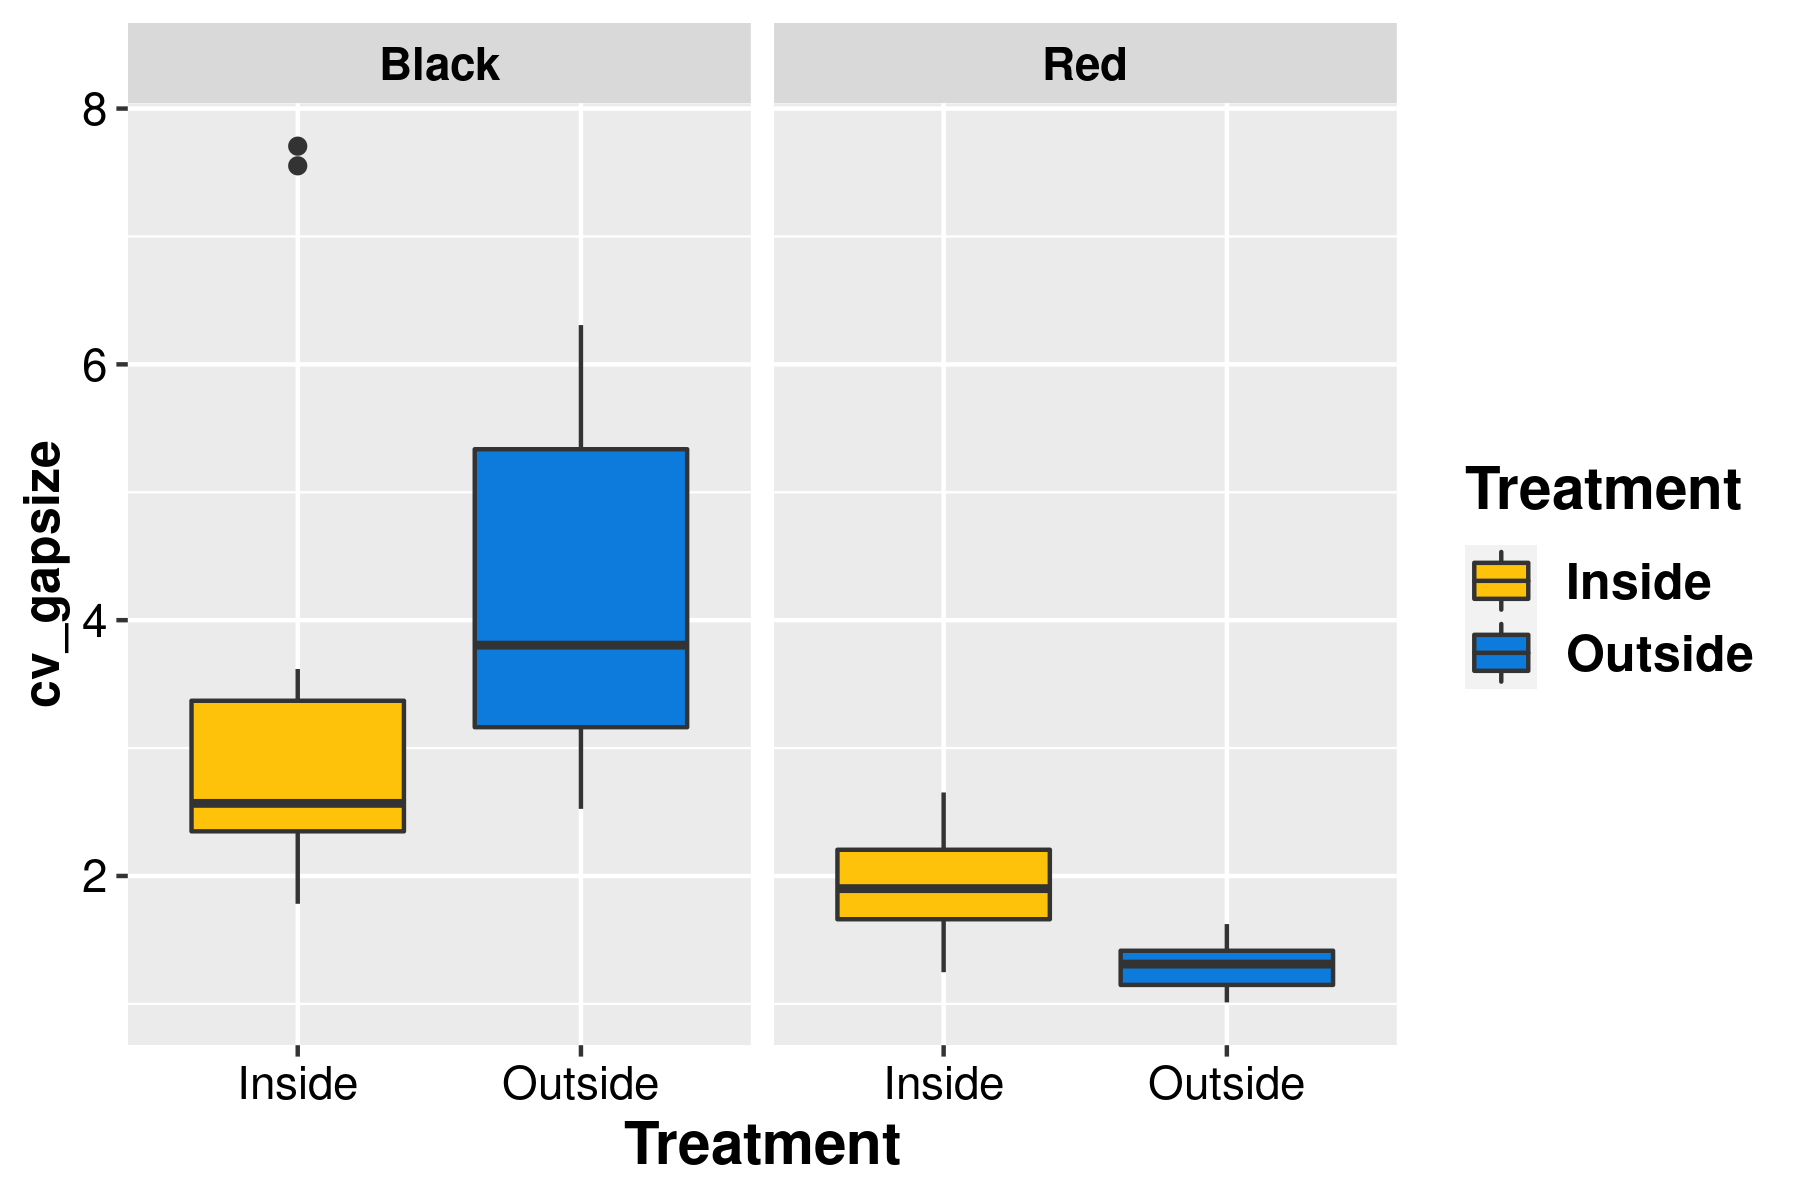 Black
Red
8
6
4
2
cv_gapsize
Inside
Outside
Inside
Outside
Treatment
Treatment
Inside
Outside